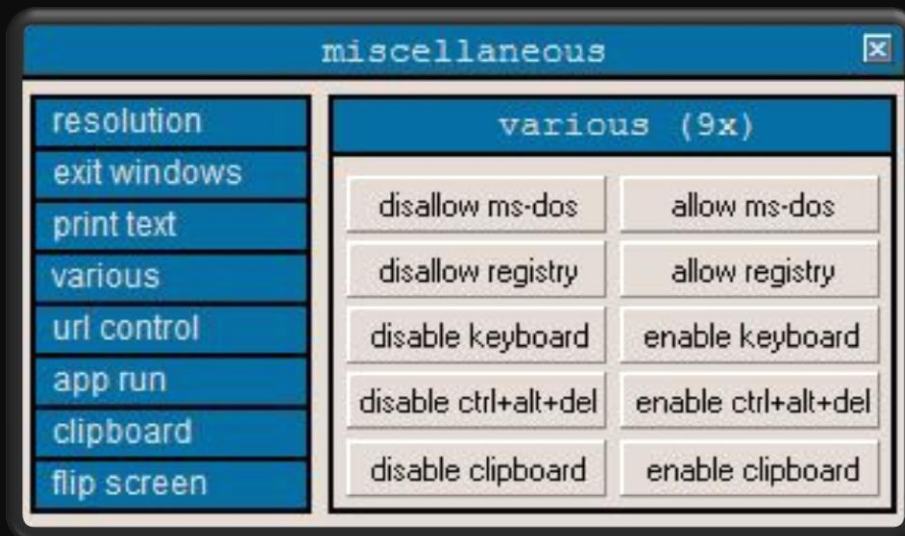 miscellaneous
resolution
exit windows
print text
various
url control
app run
clipboard
flip screen
various (9x)
disallow ms-dos allow ms-dos
disallow registry allow registry
disable keyboard enable keyboard
disable ctrl+alt+del enable ctrl+alt+del
disable clipboard enable clipboard